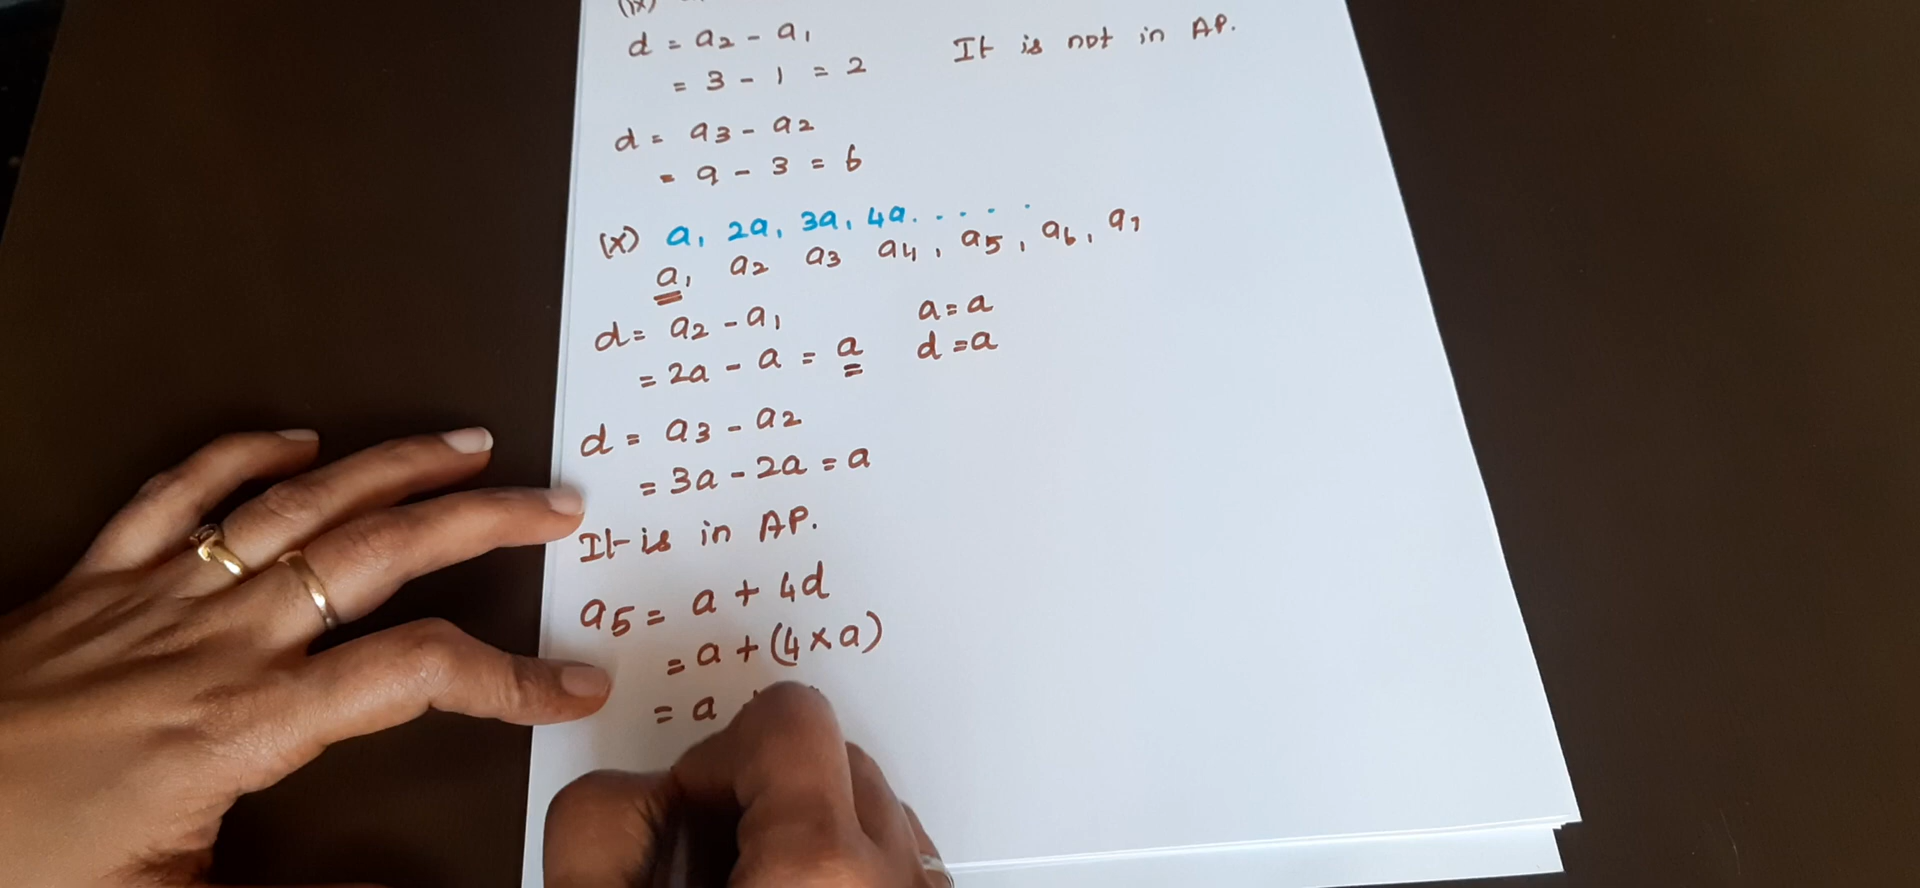 (ix)
d = a2 - a1
= 3 - 1 = 2
It is not in AP.
d = a3 - a2
= 9 - 3 = 6
(x) a, 2a, 3a, 4a.....
a1 a2 a3 a4, a5, a6, a7
d = a2 - a1
= 2a - a = a
a = a
d = a
d = a3 - a2
= 3a - 2a = a
It is in AP.
a5 = a + 4d
= a + (4 × a)
= a